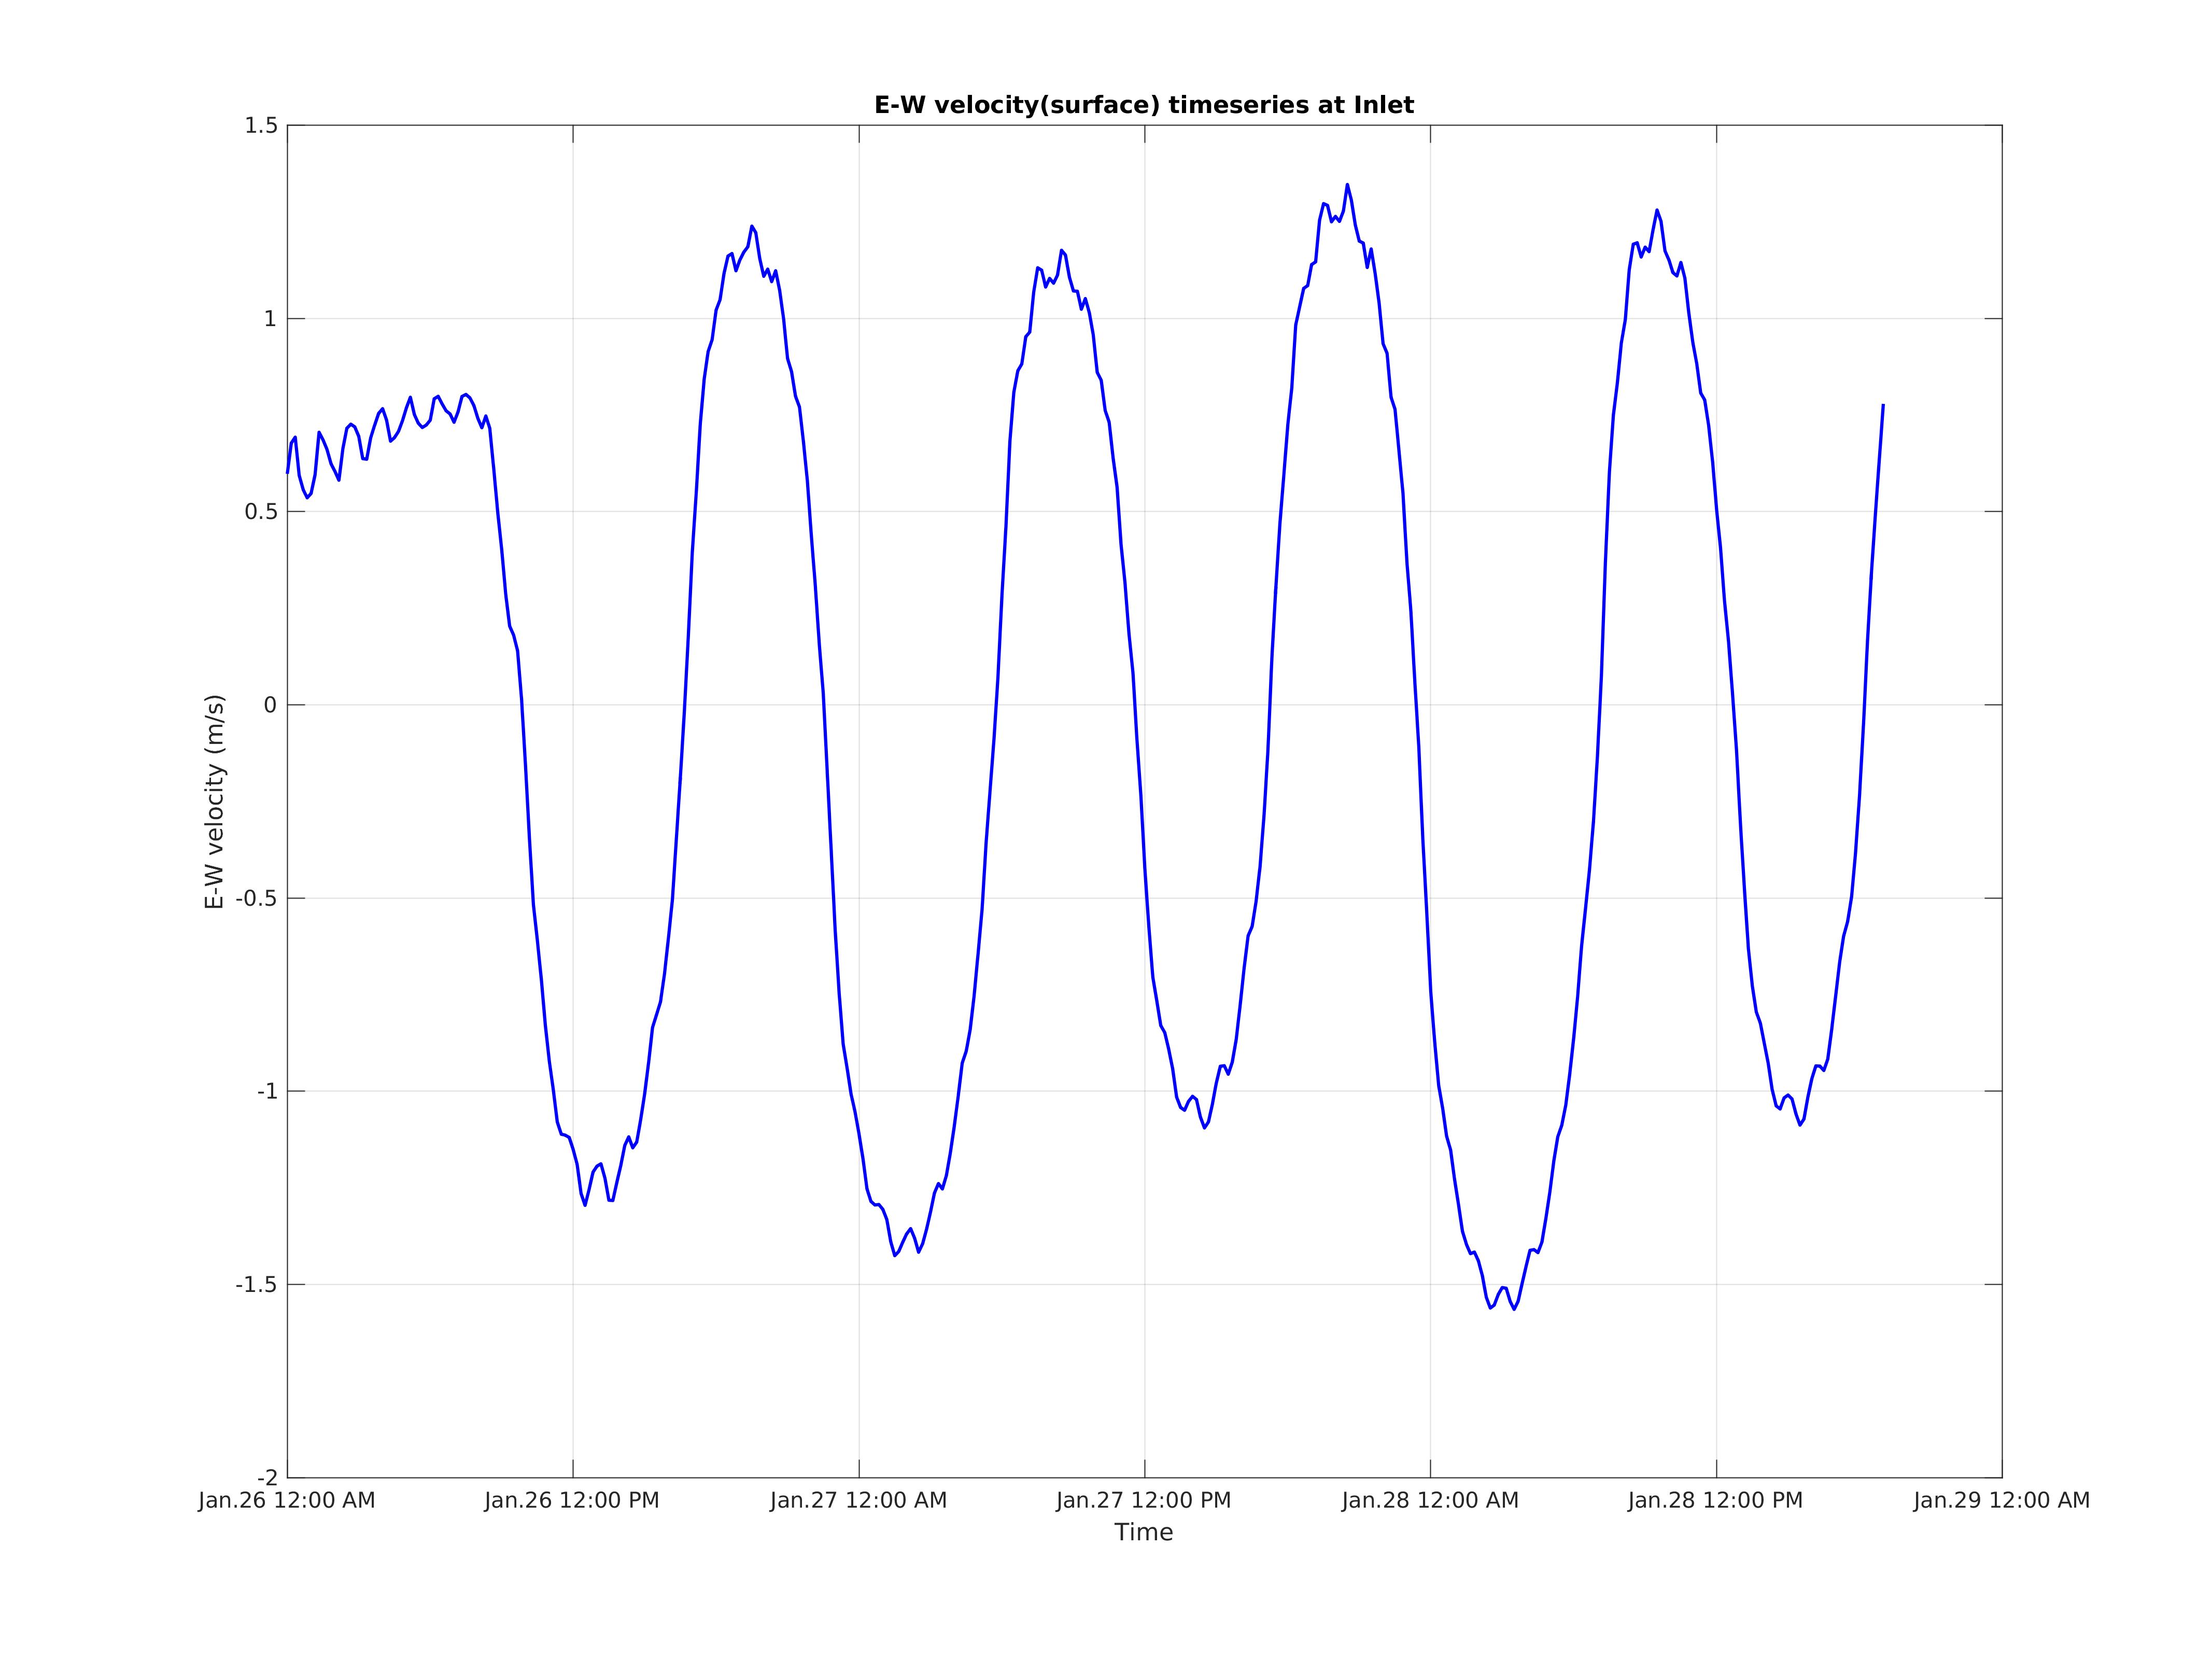 E-W velocity(surface) timeseries at Inlet
1.5
1
0.5
0
-0.5
-1
-1.5
-2
E-W velocity (m/s)
Jan.26 12:00 AM
Jan.26 12:00 PM
Jan.27 12:00 AM
Jan.27 12:00 PM
Jan.28 12:00 AM
Jan.28 12:00 PM
Jan.29 12:00 AM
Time